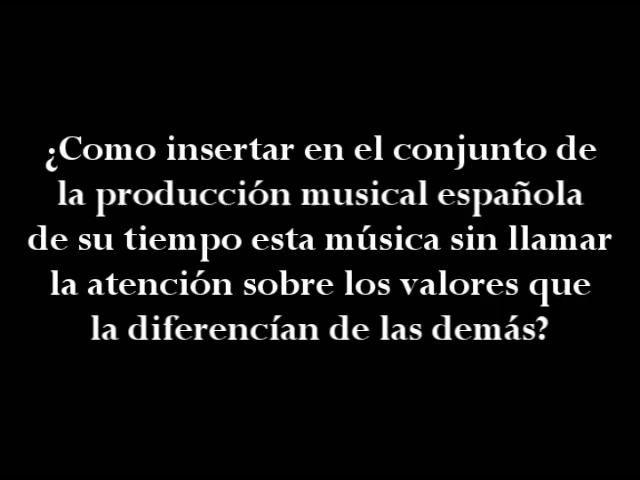 ¿Como insertar en el conjunto de
la producción musical española
de su tiempo esta música sin llamar
la atención sobre los valores que
la diferencían de las demás?